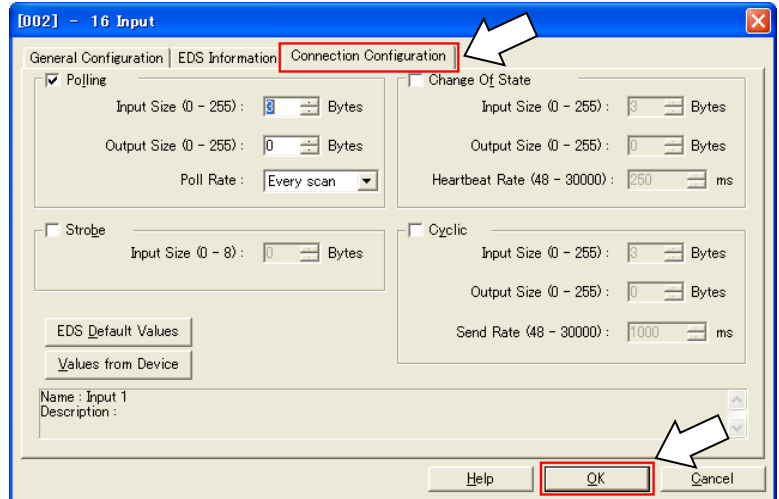 [002] - 16 Input
General Configuration EDS Information Connection Configuration
Polling
Input Size (0 - 255) : 3 Bytes
Output Size (0 - 255) : 0 Bytes
Poll Rate : Every scan
Change Of State
Input Size (0 - 255) : 3 Bytes
Output Size (0 - 255) : 0 Bytes
Heartbeat Rate (48 - 30000) : 250 ms
Strobe
Input Size (0 - 8) : 0 Bytes
Cyclic
Input Size (0 - 255) : 3 Bytes
Output Size (0 - 255) : 0 Bytes
Send Rate (48 - 30000) : 1000 ms
EDS Default Values
Values from Device
Name : Input 1
Description :
Help OK Cancel